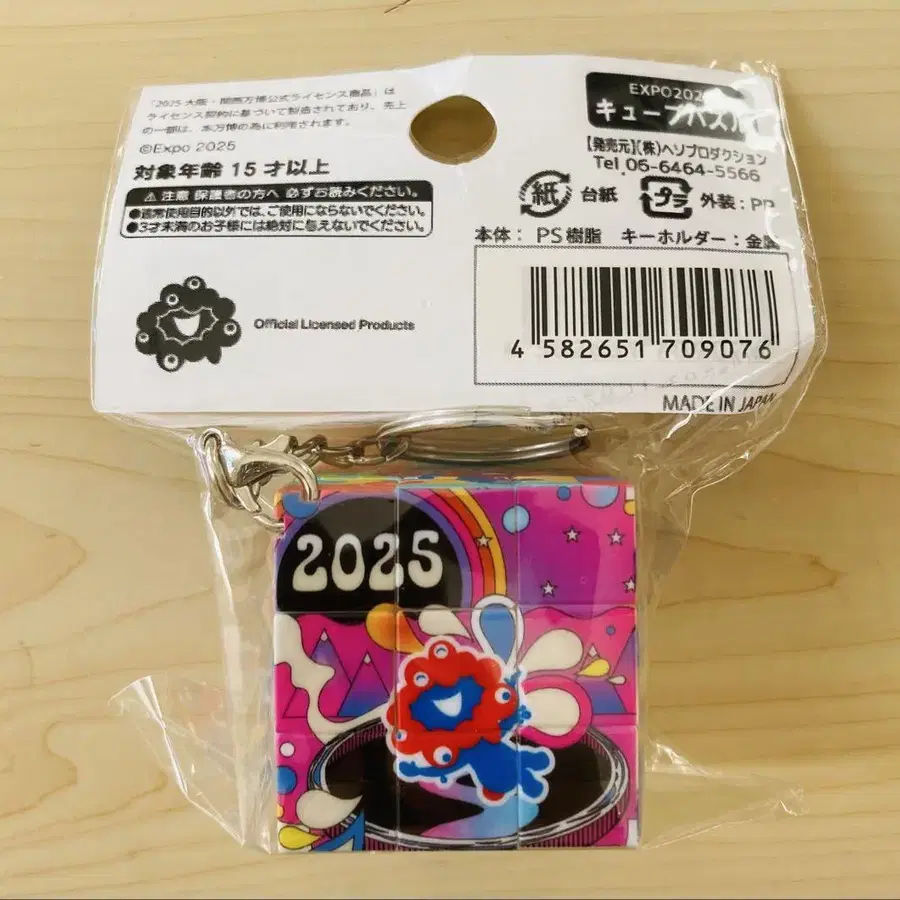 「2025 大阪・関西万博公式ライセンス商品」は
ライセンス契約に基づいて製造されており、売上
の一部は、本万博の為に利用されます。
©Expo 2025
対象年齢 15 才以上
⚠ 注意 保護者の方へ 必ずお読みください。
●通常使用目的以外では、ご使用にならないでください。
●3才未満のお子様には絶対に与えないでください。
Official Licensed Products
キューブパズル
【発売元】(株)ヘソプロダクション
Tel.06-6464-5566
紙 台紙 プラ 外装：PP
本体： PS樹脂 キーホルダー：金属
4 582651 709076
MADE IN JAPAN
2025